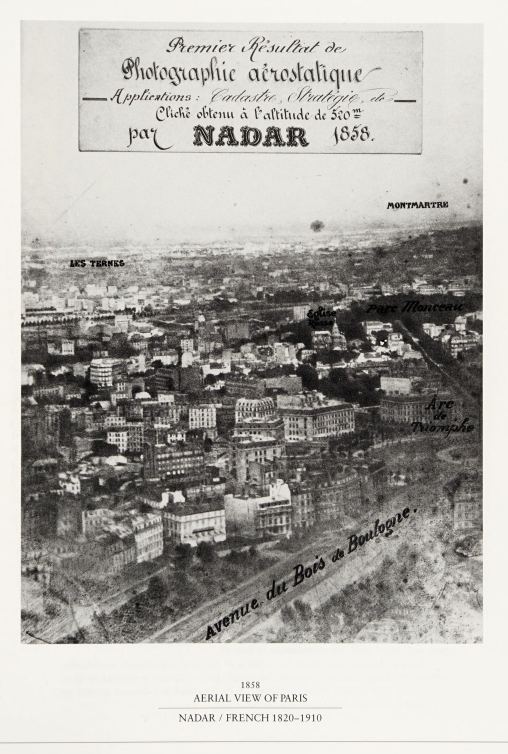 Premier Résultat de
Photographie aérostatique
Applications: Cadastre, Stratégie, &c
Cliché obtenu à l'altitude de 520m
par NADAR 1858.
MONTMARTRE
LES TERNES
Eglise Russe
Parc Monceau
Arc
de
Triomphe
Avenue du Bois de Boulogne.
1858
AERIAL VIEW OF PARIS
NADAR / FRENCH 1820–1910